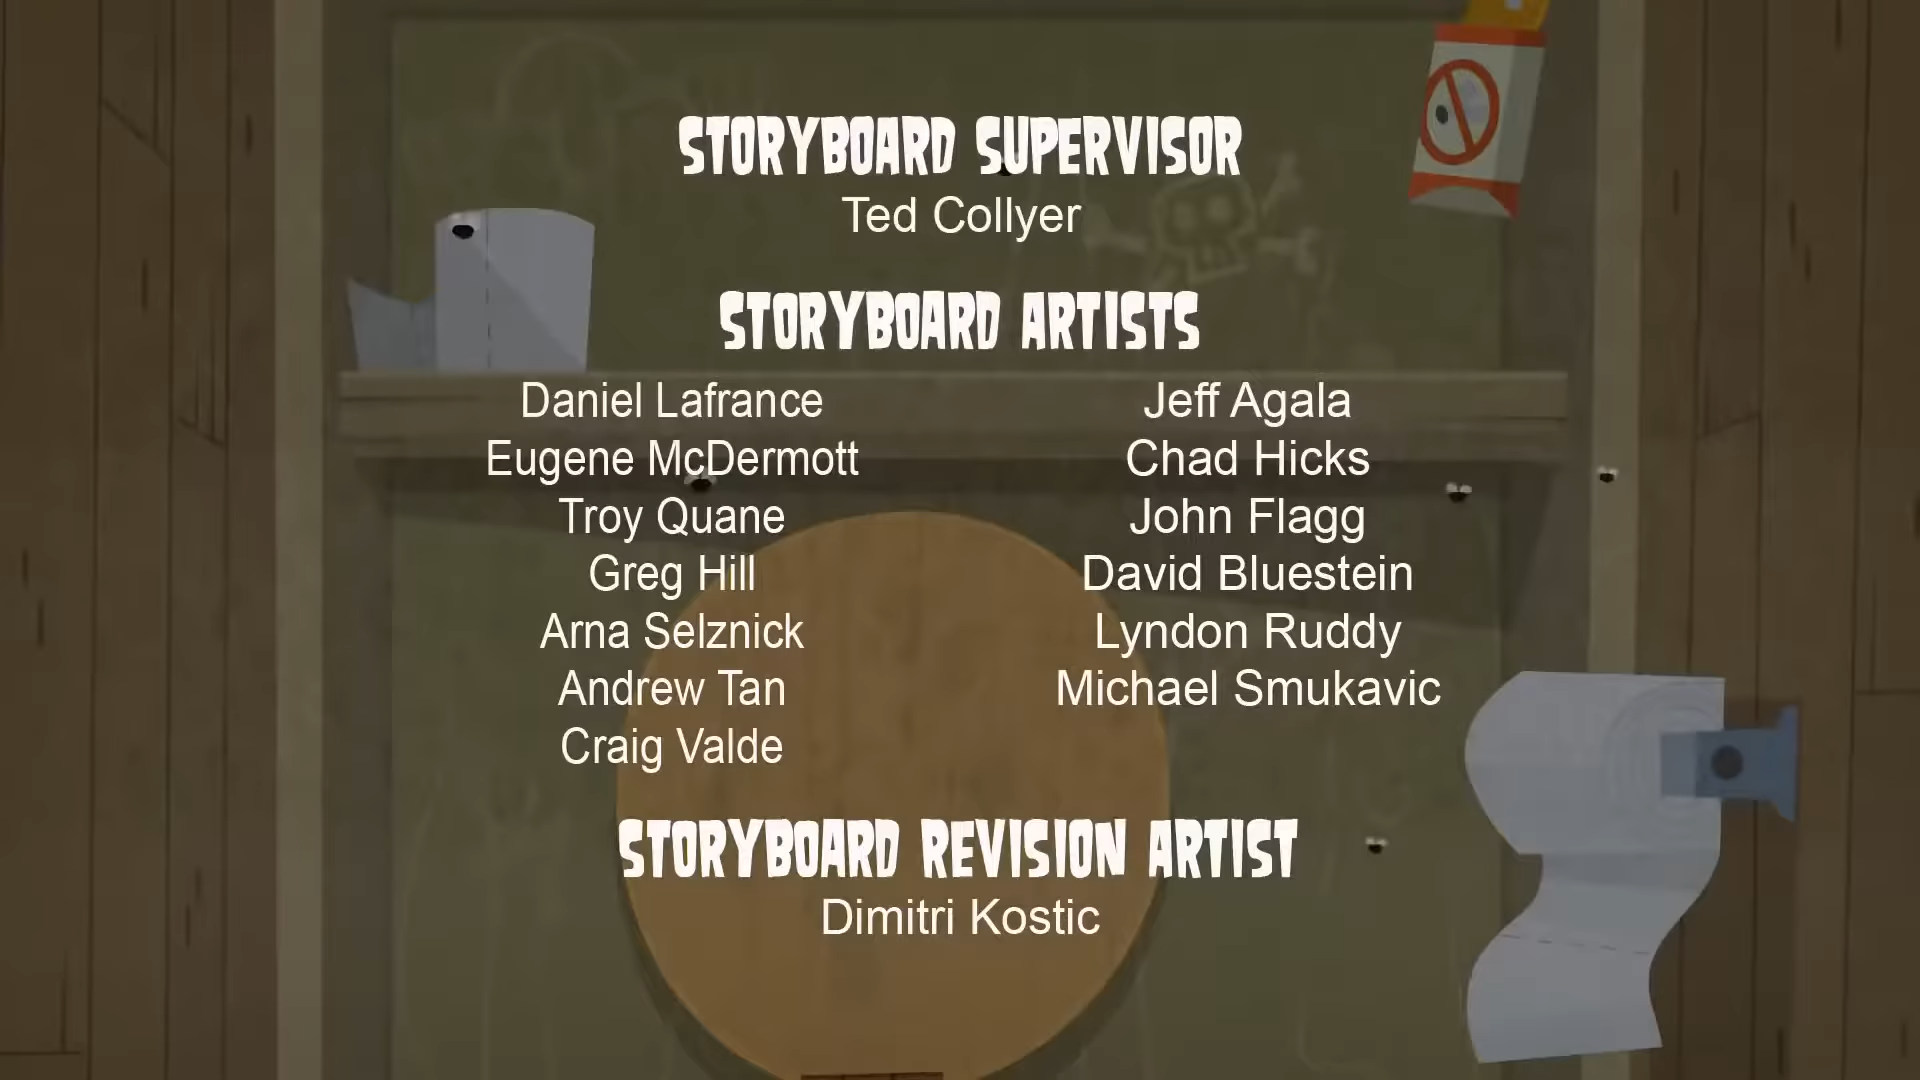 STORYBOARD SUPERVISOR
Ted Collyer
STORYBOARD ARTISTS
Daniel Lafrance
Eugene McDermott
Troy Quane
Greg Hill
Arna Selznick
Andrew Tan
Craig Valde
Jeff Agala
Chad Hicks
John Flagg
David Bluestein
Lyndon Ruddy
Michael Smukavic
STORYBOARD REVISION ARTIST
Dimitri Kostic